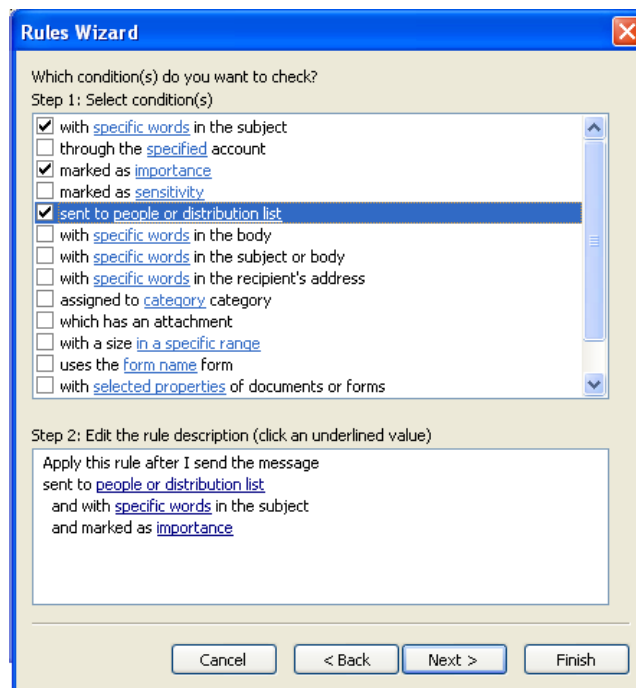 Rules Wizard
Which condition(s) do you want to check?
Step 1: Select condition(s)
with specific words in the subject
through the specified account
marked as importance
marked as sensitivity
sent to people or distribution list
with specific words in the body
with specific words in the subject or body
with specific words in the recipient's address
assigned to category category
which has an attachment
with a size in a specific range
uses the form name form
with selected properties of documents or forms
Step 2: Edit the rule description (click an underlined value)
Apply this rule after I send the message
sent to people or distribution list
and with specific words in the subject
and marked as importance
Cancel < Back Next > Finish